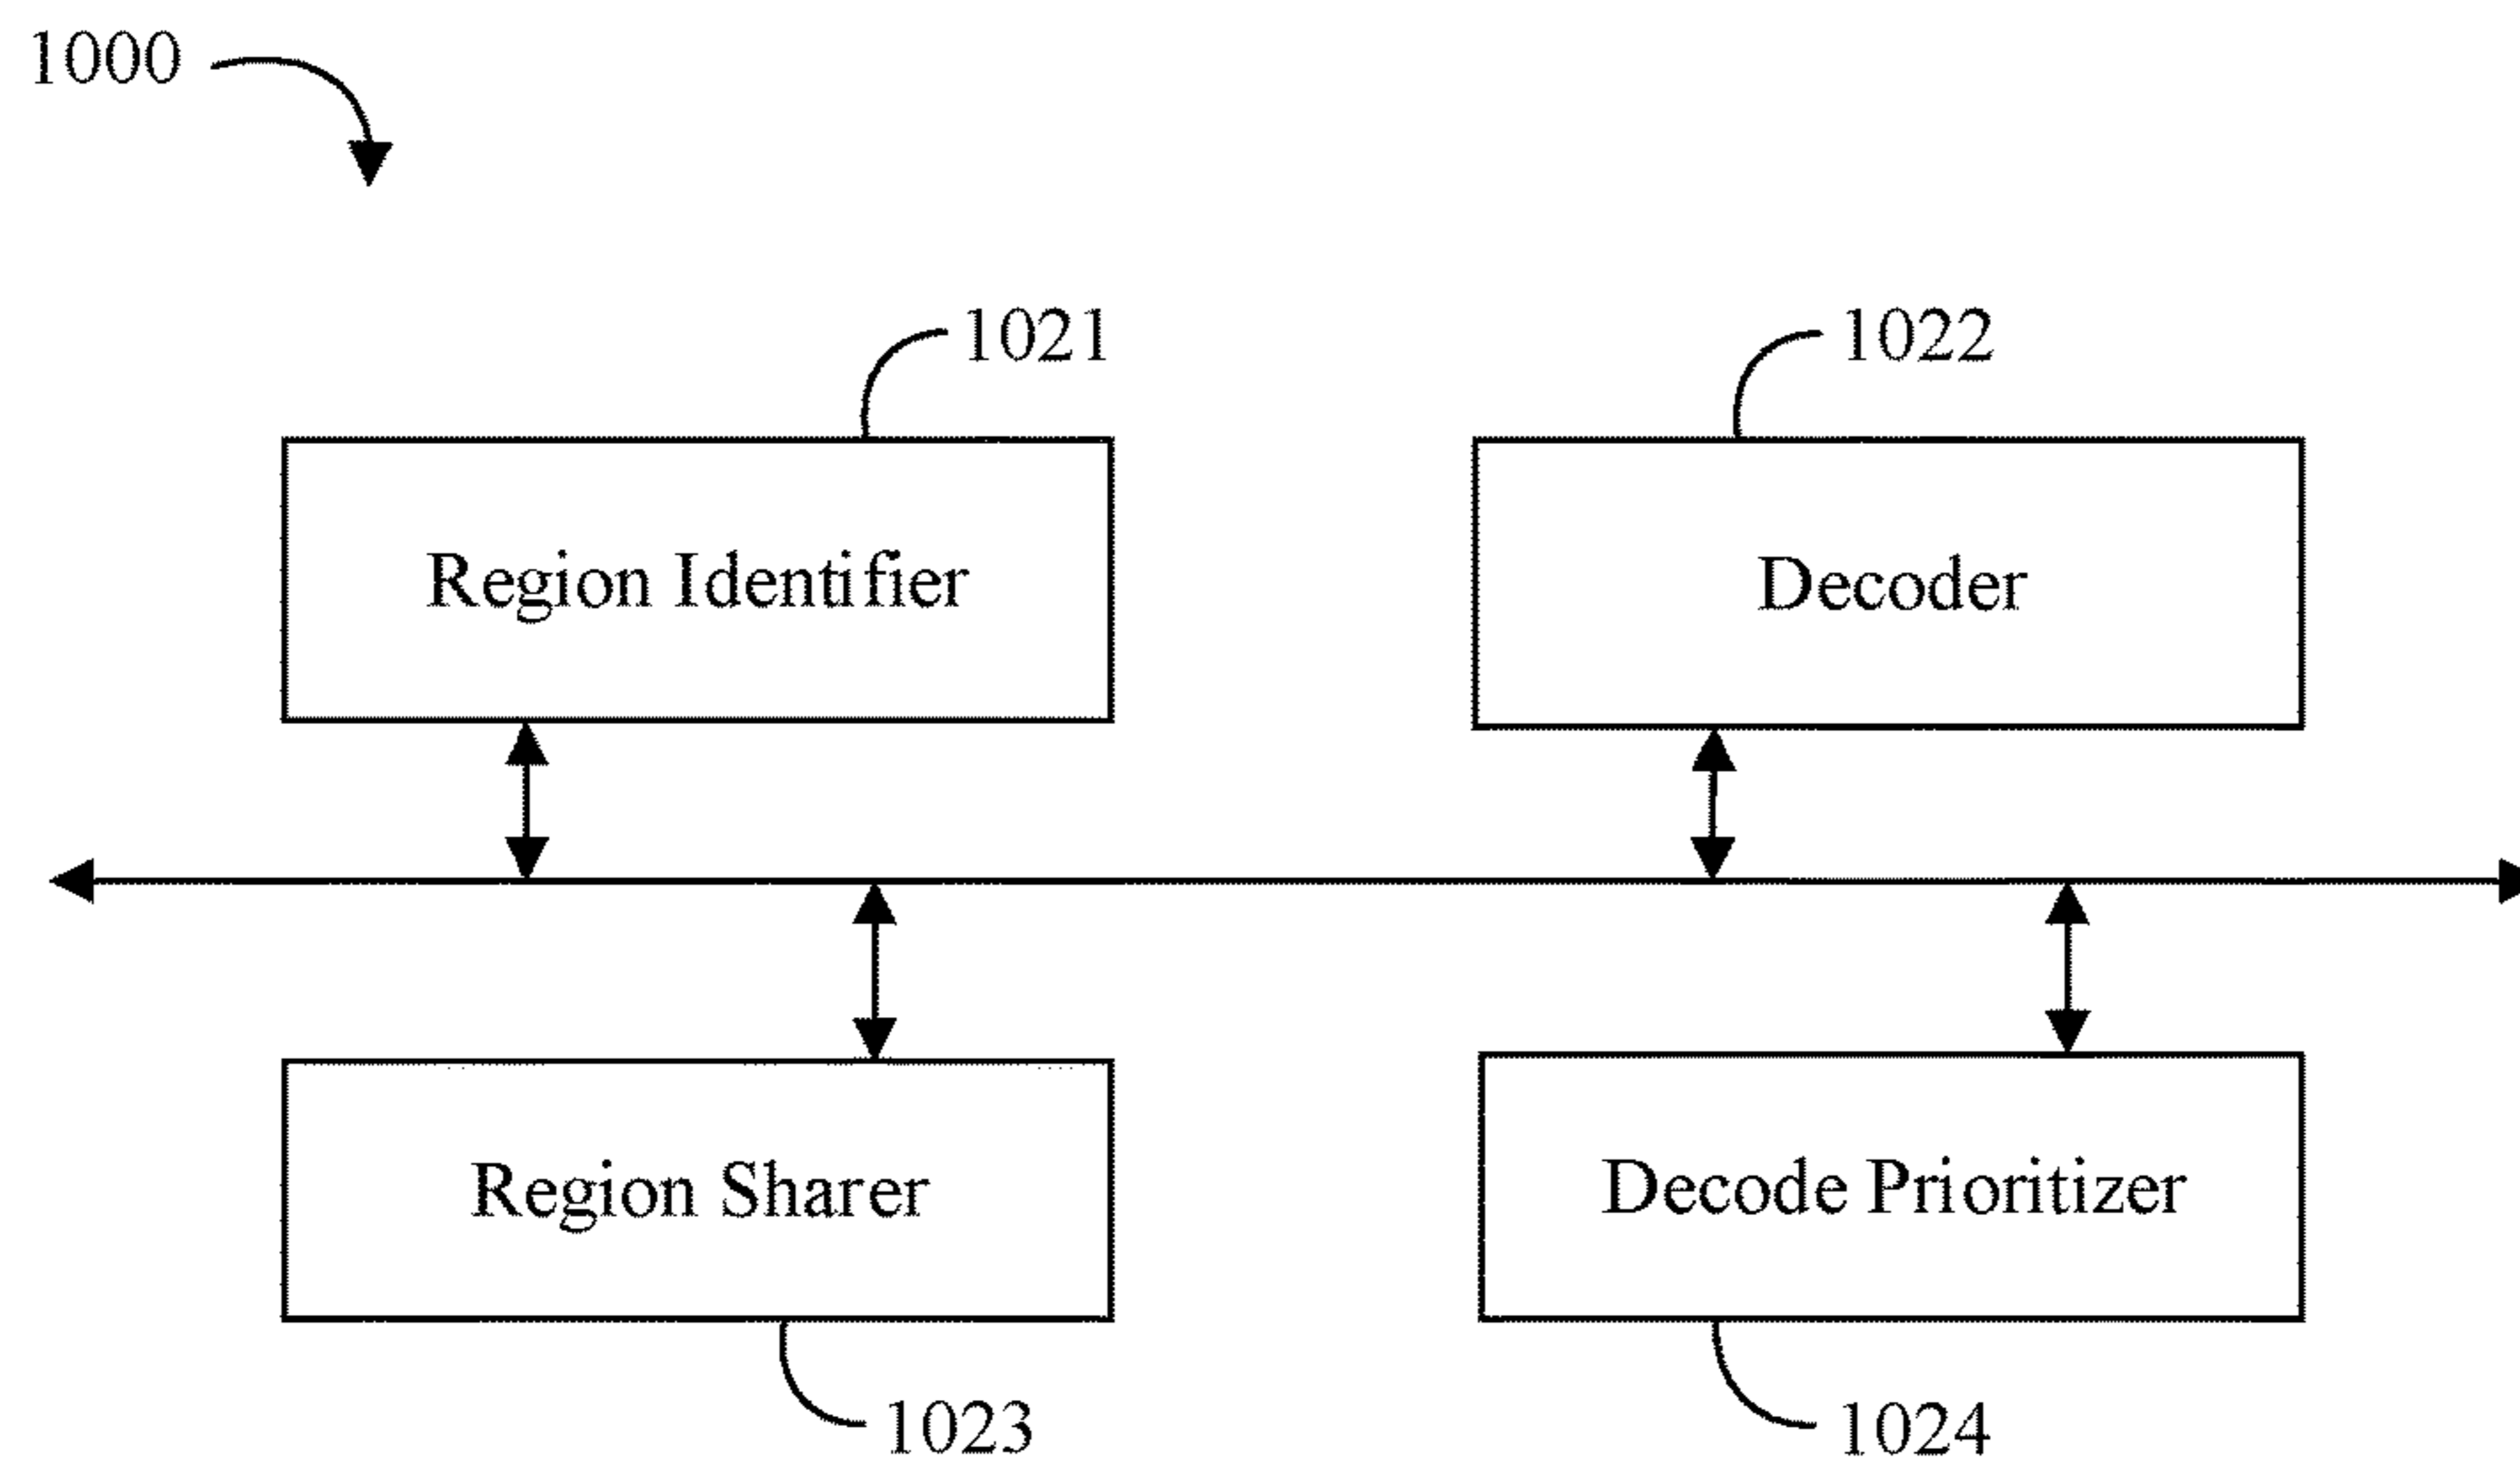 1000
1021
1022
Region Identifier
Decoder
Region Sharer
Decode Prioritizer
1023
1024